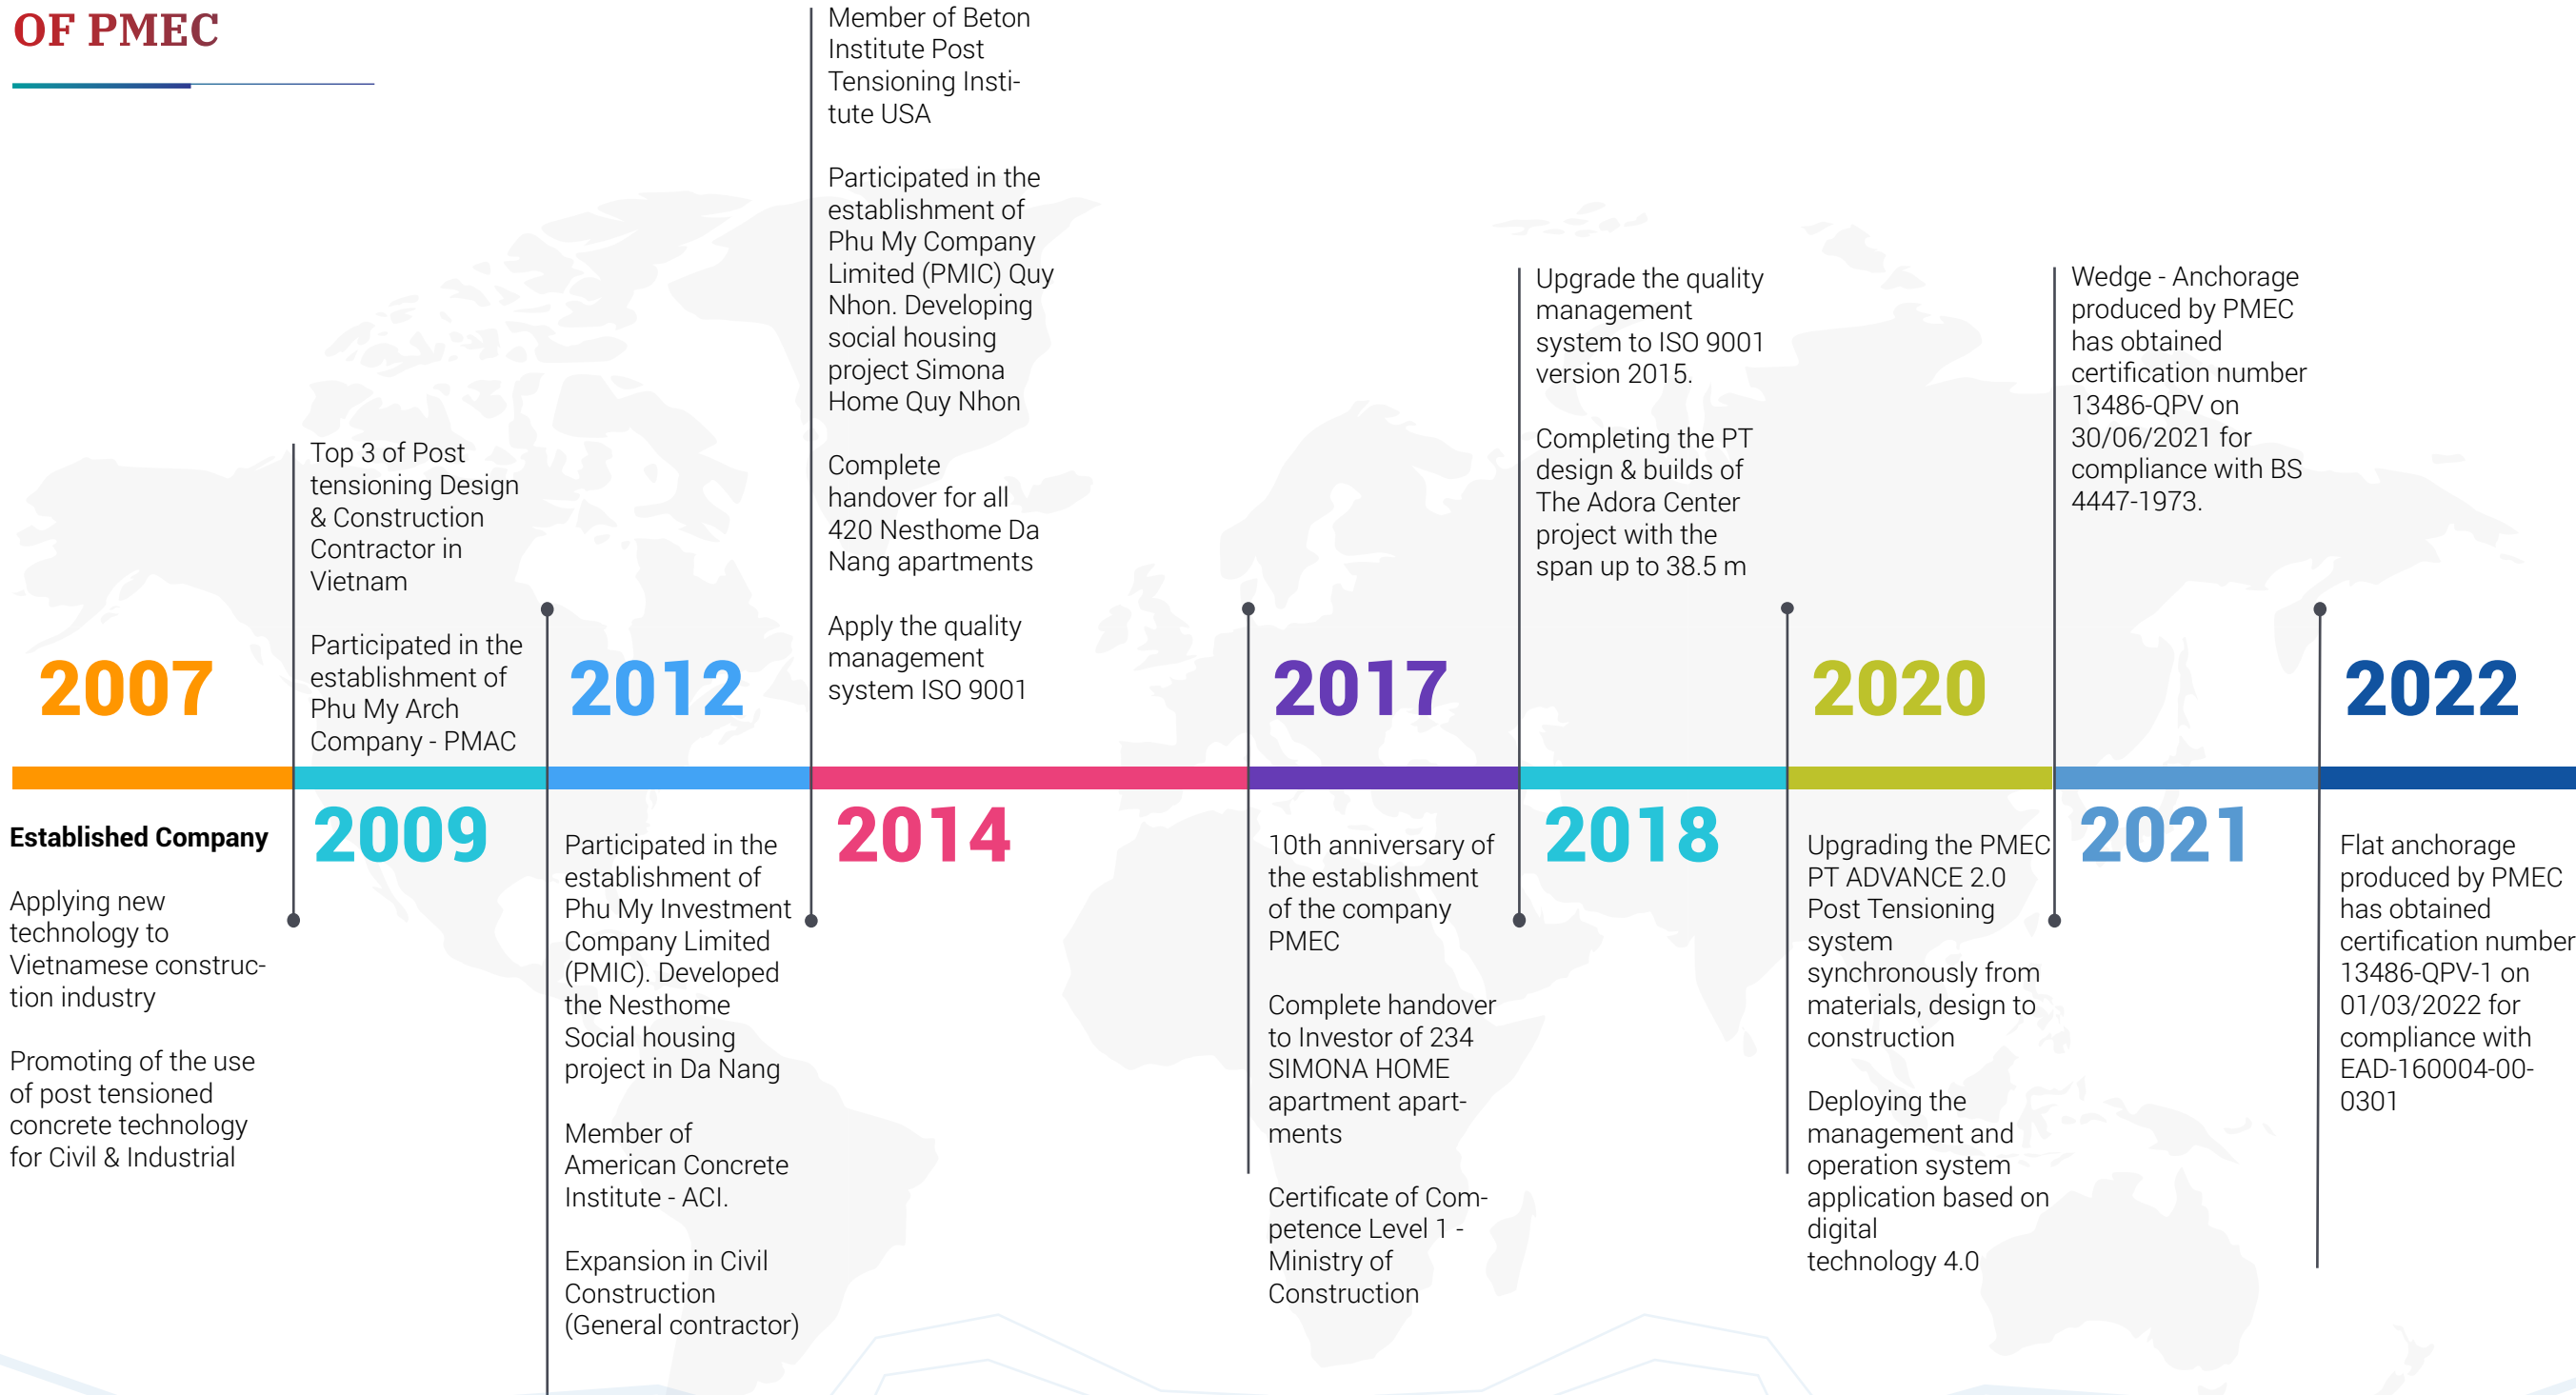 OF PMEC
2007
Established Company
Applying new
technology to
Vietnamese construc-
tion industry
Promoting of the use
of post tensioned
concrete technology
for Civil & Industrial
Top 3 of Post
tensioning Design
& Construction
Contractor in
Vietnam
Participated in the
establishment of
Phu My Arch
Company - PMAC
2009
2012
Participated in the
establishment of
Phu My Investment
Company Limited
(PMIC). Developed
the Nesthome
Social housing
project in Da Nang
Member of
American Concrete
Institute - ACI.
Expansion in Civil
Construction
(General contractor)
Member of Beton
Institute Post
Tensioning Insti-
tute USA
Participated in the
establishment of
Phu My Company
Limited (PMIC) Quy
Nhon. Developing
social housing
project Simona
Home Quy Nhon
Complete
handover for all
420 Nesthome Da
Nang apartments
Apply the quality
management
system ISO 9001
2014
2017
10th anniversary of
the establishment
of the company
PMEC
Complete handover
to Investor of 234
SIMONA HOME
apartment apart-
ments
Certificate of Com-
petence Level 1 -
Ministry of
Construction
Upgrade the quality
management
system to ISO 9001
version 2015.
Completing the PT
design & builds of
The Adora Center
project with the
span up to 38.5 m
2018
2020
Upgrading the PMEC
PT ADVANCE 2.0
Post Tensioning
system
synchronously from
materials, design to
construction
Deploying the
management and
operation system
application based on
digital
technology 4.0
Wedge - Anchorage
produced by PMEC
has obtained
certification number
13486-QPV on
30/06/2021 for
compliance with BS
4447-1973.
2021
2022
Flat anchorage
produced by PMEC
has obtained
certification number
13486-QPV-1 on
01/03/2022 for
compliance with
EAD-160004-00-
0301